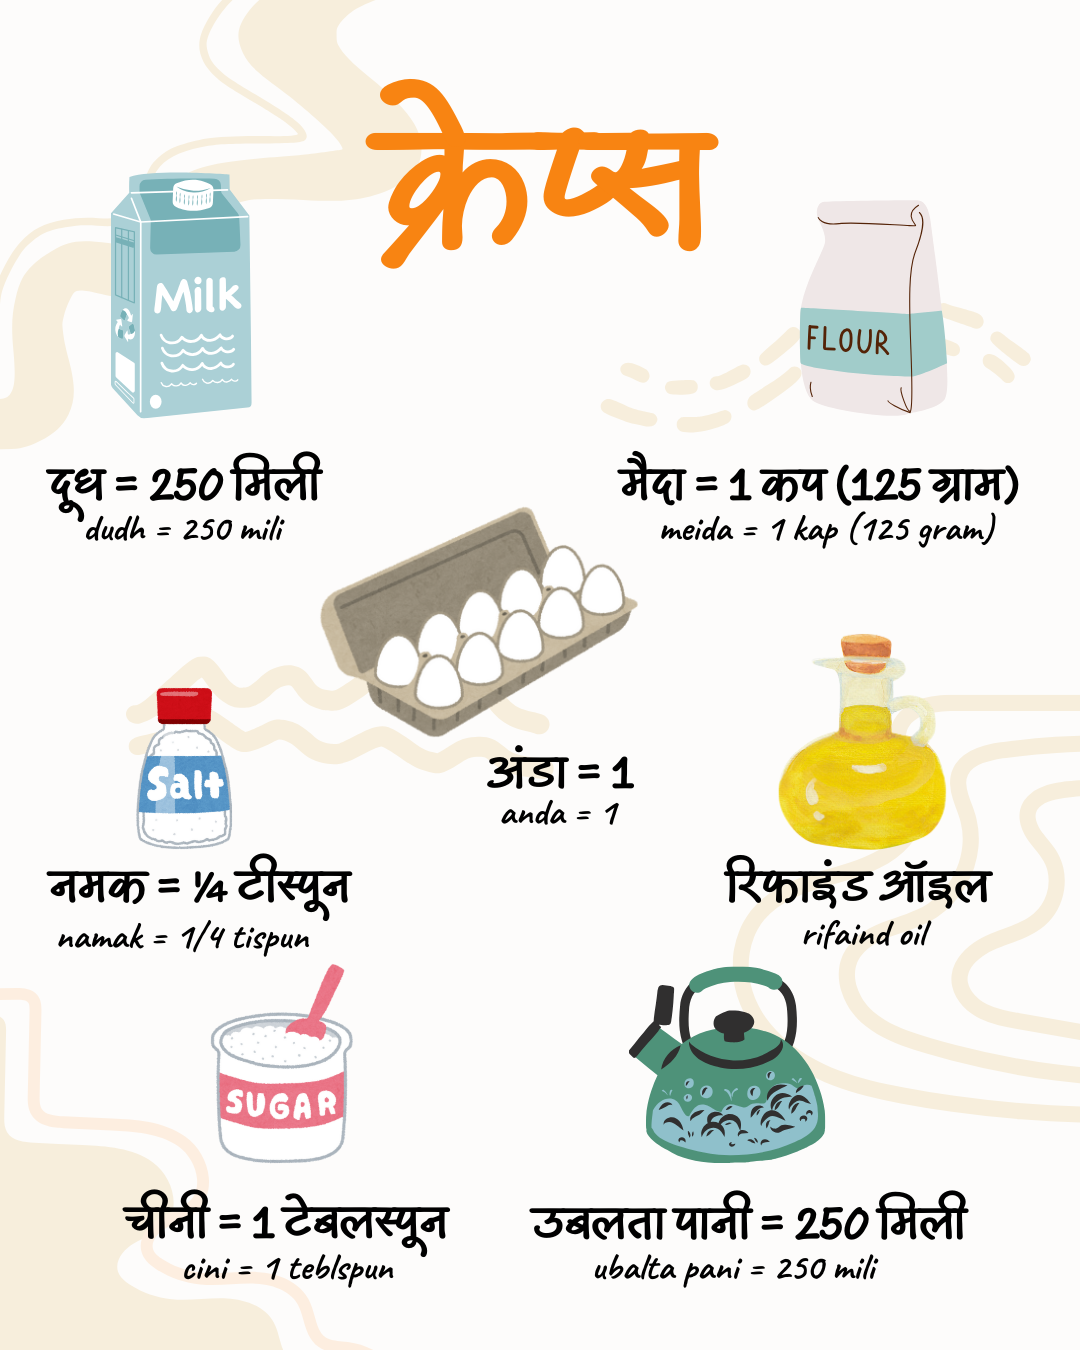 क्रेप्स
Milk
FLOUR
दूध = 250 मिली
dudh = 250 mili
मैदा = 1 कप (125 ग्राम)
meida = 1 kap (125 gram)
अंडा = 1
anda = 1
Salt
नमक = ¼ टीस्पून
namak = 1/4 tispun
रिफाइंड ऑइल
rifaind oil
SUGAR
चीनी = 1 टेबलस्पून
cini = 1 teblspun
उबलता पानी = 250 मिली
ubalta pani = 250 mili